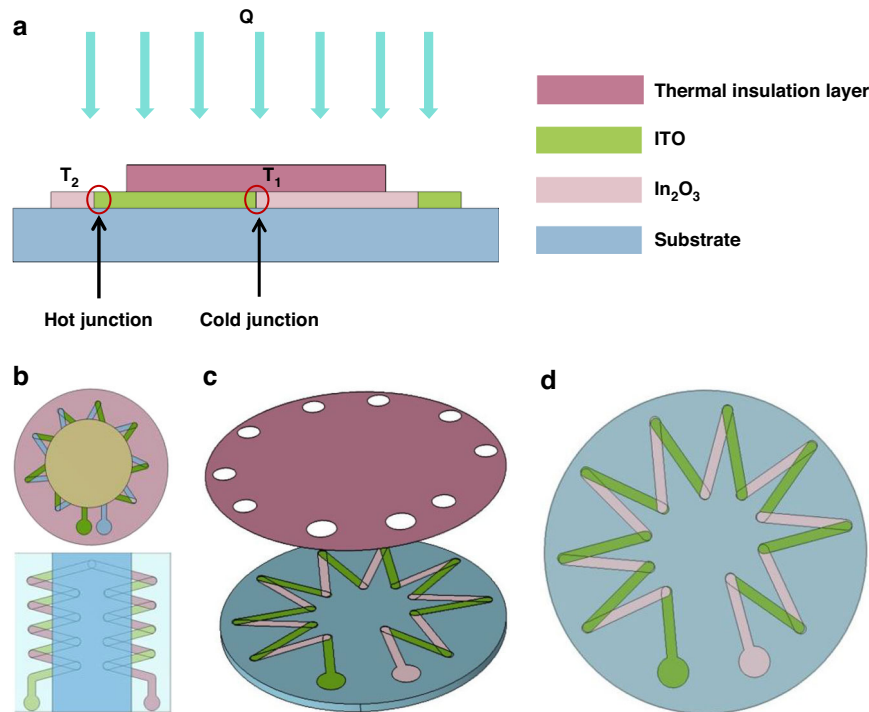 a
Q
Thermal insulation layer
ITO
In₂O₃
Substrate
T₂
T₁
Hot junction
Cold junction
b
c
d